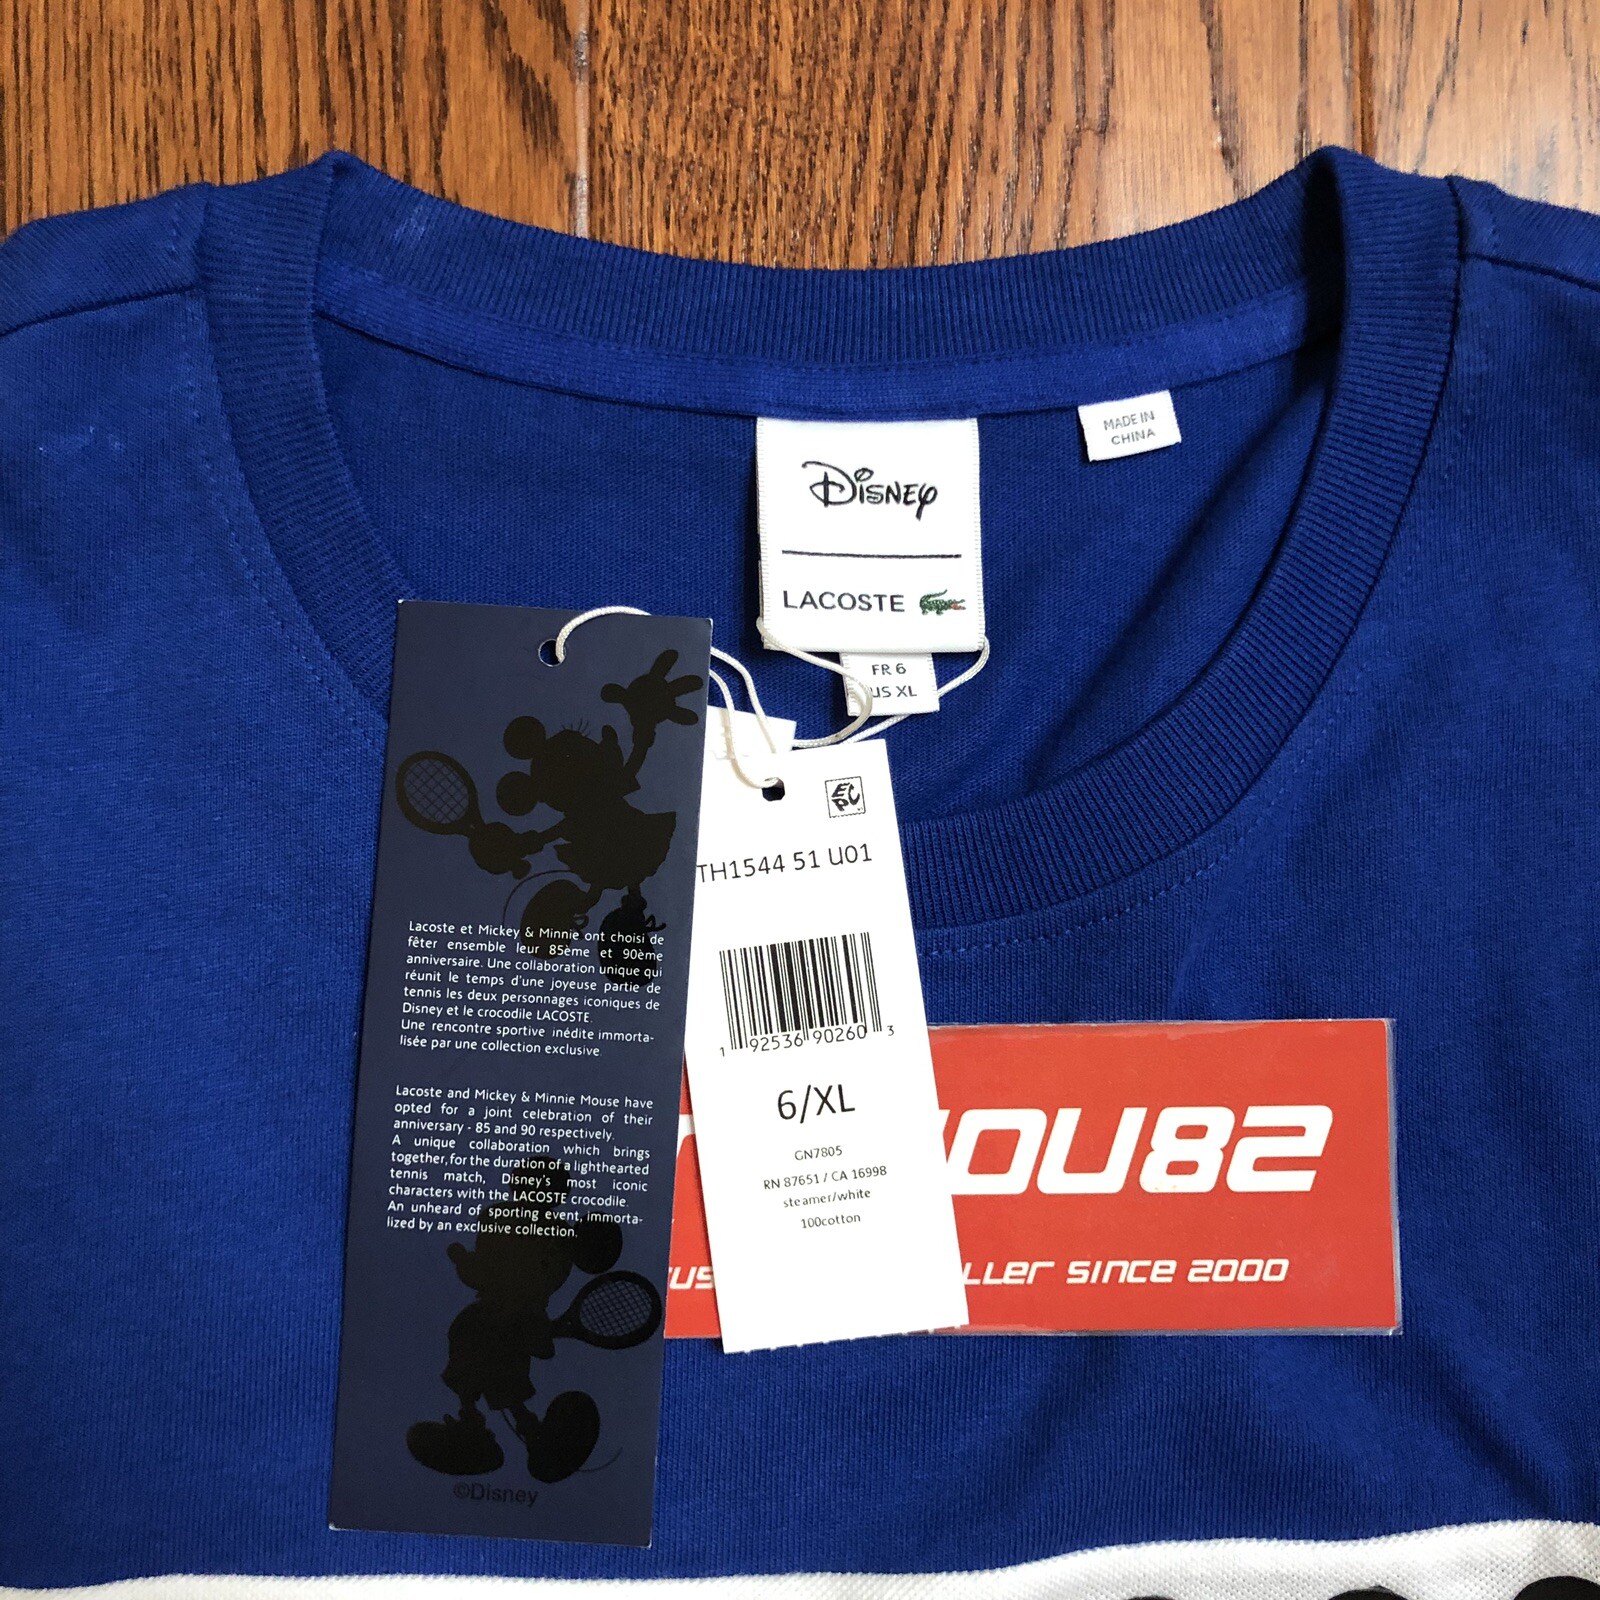 MADE IN
CHINA
DISNEY
LACOSTE
FR 6
US XL
TH1544 51 U01
1 92536 90260 3
6/XL
GN7805
RN 87651 / CA 16998
steamer/white
100cotton
Lacoste et Mickey & Minnie ont choisi de
fêter ensemble leur 85ème et 90ème
anniversaire. Une collaboration unique qui
réunit le temps d'une joyeuse partie de
tennis les deux personnages iconiques de
Disney et le crocodile LACOSTE.
Une rencontre sportive inédite immorta-
lisée par une collection exclusive.
Lacoste and Mickey & Minnie Mouse have
opted for a joint celebration of their
anniversary - 85 and 90 respectively.
A unique collaboration which brings
together, for the duration of a lighthearted
tennis match, Disney's most iconic
characters with the LACOSTE crocodile.
An unheard of sporting event, immorta-
lized by an exclusive collection.
©Disney
OU82
LLER SINCE 2000